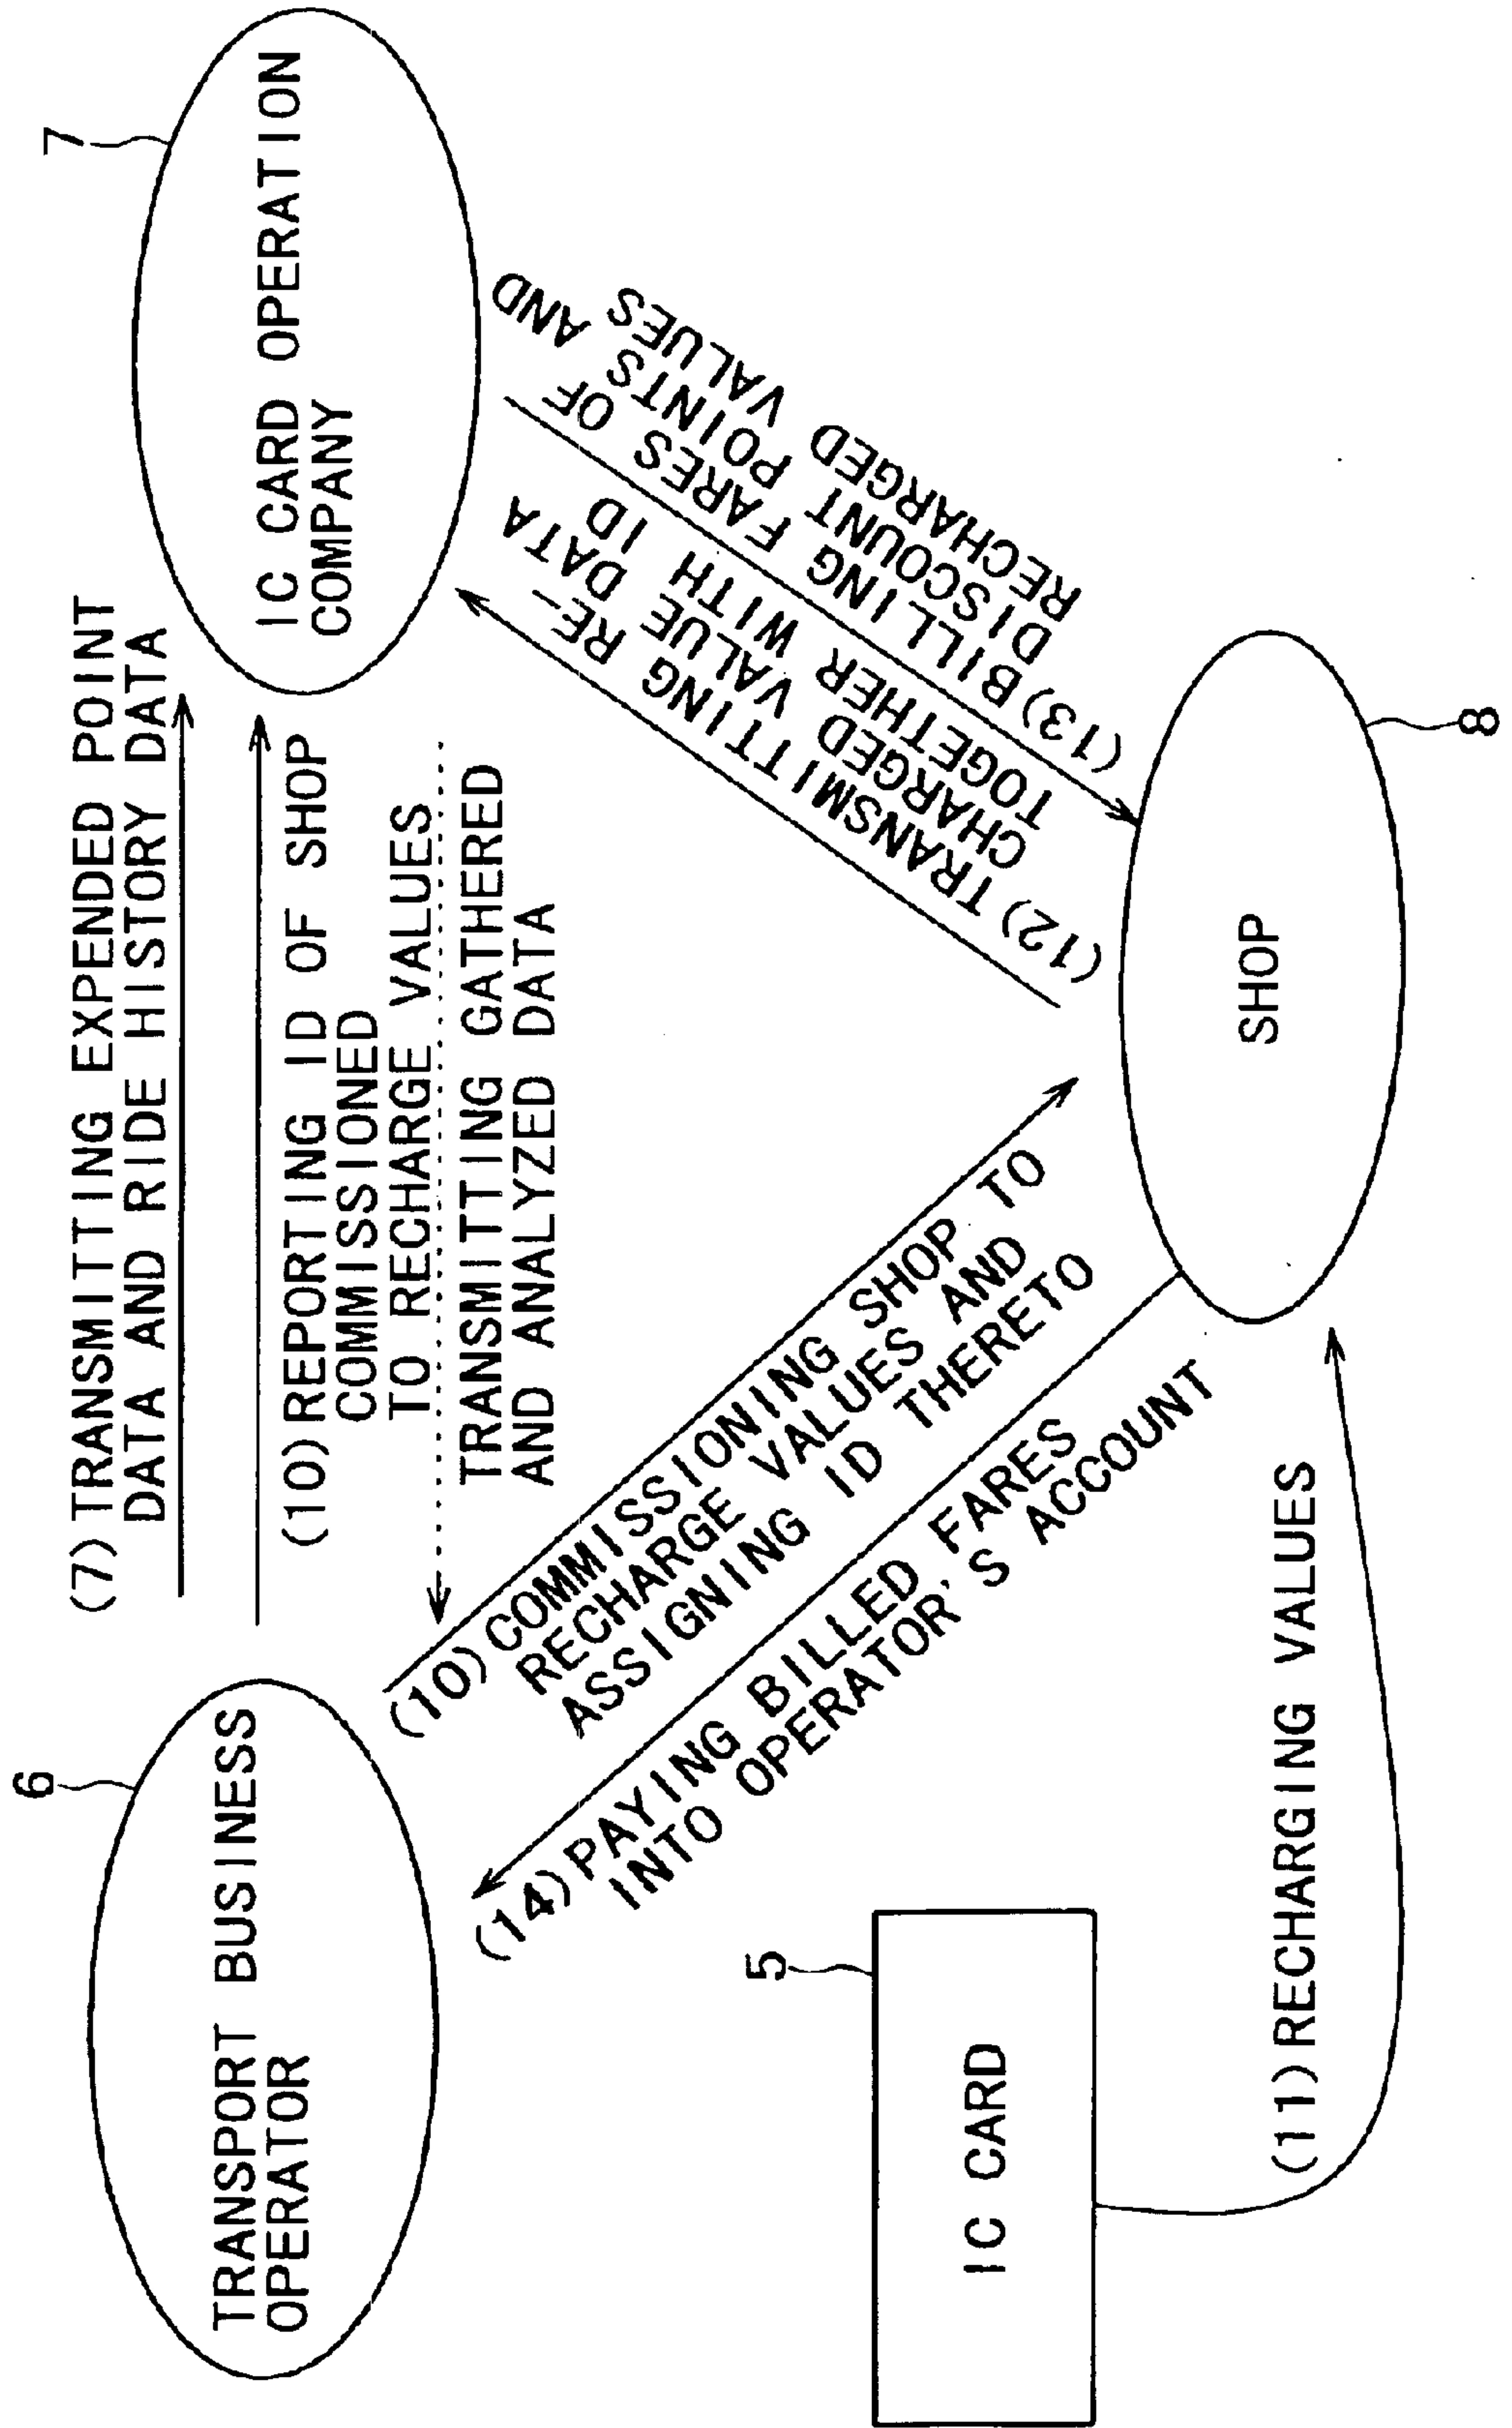 6
TRANSPORT BUSINESS
OPERATOR
(7) TRANSMITTING EXPENDED POINT
DATA AND RIDE HISTORY DATA
(10) REPORTING ID OF SHOP
COMMISSIONED
TO RECHARGE VALUES
TRANSMITTING GATHERED
AND ANALYZED DATA
7
IC CARD OPERATION
COMPANY
(10) COMMISSIONING SHOP TO
RECHARGE VALUES AND
ASSIGNING ID THERETO
(14) PAYING BILLED FARES
INTO OPERATOR'S ACCOUNT
(12) TRANSMITTING RE-
CHARGED VALUE DATA
TOGETHER WITH ID
(13) BILLING FARES OF
DISCOUNT POINTS AND
RECHARGED VALUES
5
IC CARD
(11) RECHARGING VALUES
SHOP
8